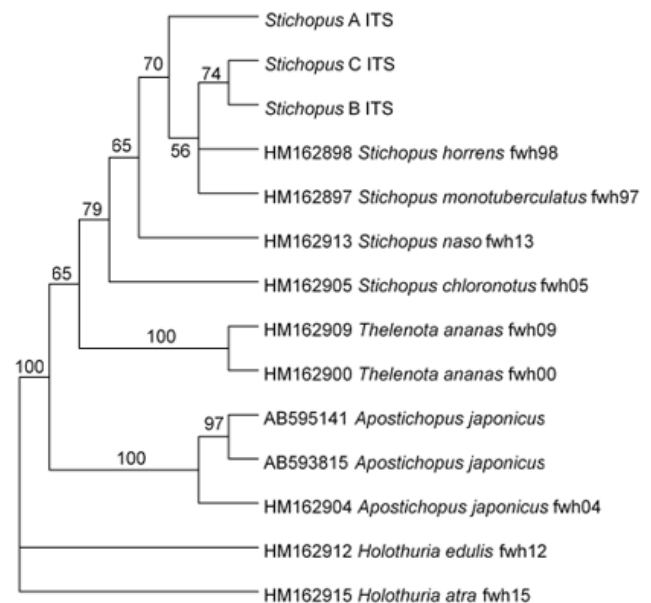 Stichopus A ITS
70
Stichopus C ITS
74
Stichopus B ITS
65
56
HM162898 Stichopus horrens fwh98
HM162897 Stichopus monotuberculatus fwh97
79
HM162913 Stichopus naso fwh13
65
HM162905 Stichopus chloronotus fwh05
HM162909 Thelenota ananas fwh09
100
100
HM162900 Thelenota ananas fwh00
AB595141 Apostichopus japonicus
97
AB593815 Apostichopus japonicus
100
HM162904 Apostichopus japonicus fwh04
HM162912 Holothuria edulis fwh12
HM162915 Holothuria atra fwh15